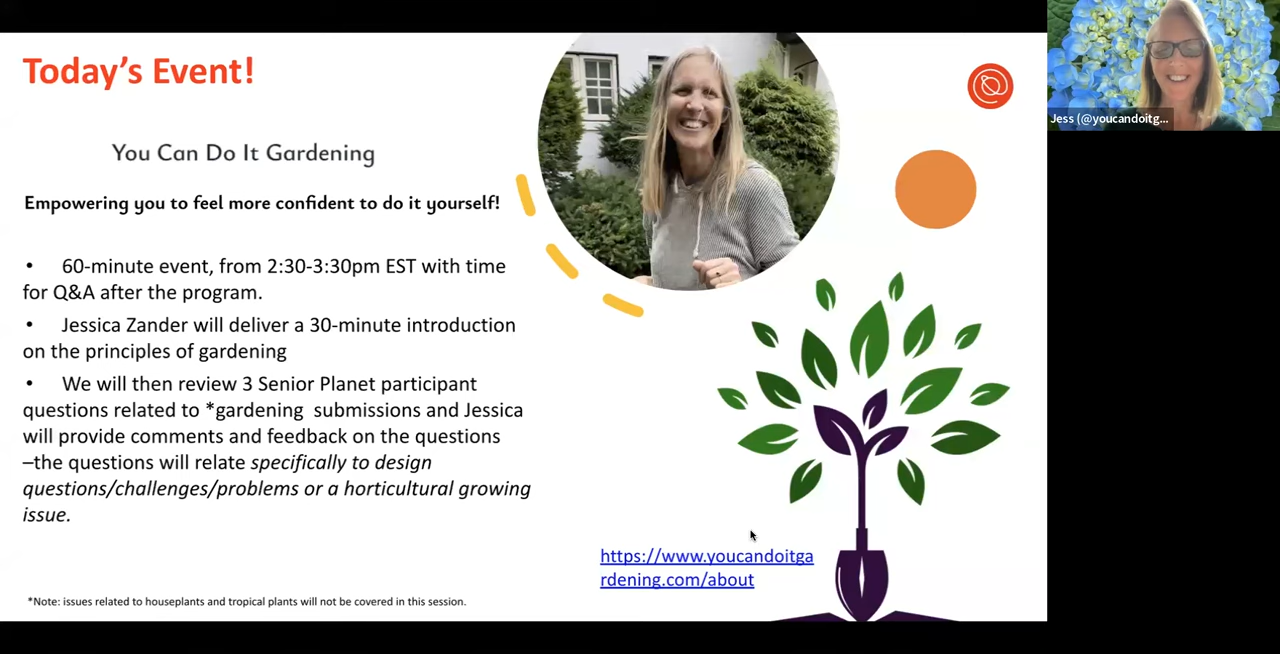 Today's Event!
You Can Do It Gardening
Empowering you to feel more confident to do it yourself!
• 60-minute event, from 2:30-3:30pm EST with time
for Q&A after the program.
• Jessica Zander will deliver a 30-minute introduction
on the principles of gardening
• We will then review 3 Senior Planet participant
questions related to *gardening submissions and Jessica
will provide comments and feedback on the questions
–the questions will relate specifically to design
questions/challenges/problems or a horticultural growing
issue.
https://www.youcandoitga
rdening.com/about
*Note: issues related to houseplants and tropical plants will not be covered in this session.
Jess (@youcandoitg...